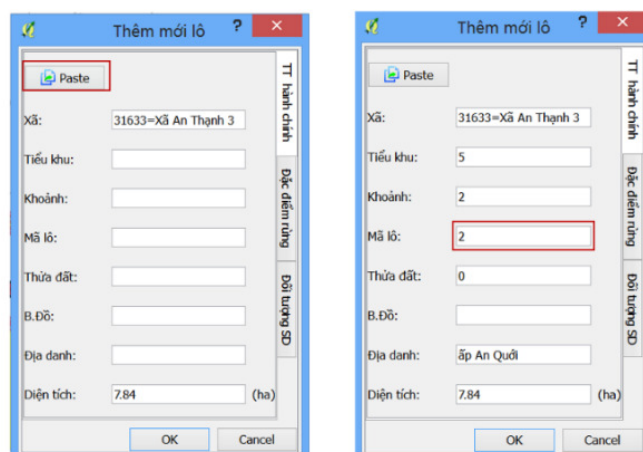 Thêm mới lô ? ×
Paste
Xã: 31633=Xã An Thạnh 3
Tiểu khu:
Khoảnh:
Mã lô:
Thửa đất:
B.Đồ:
Địa danh:
Diện tích: 7.84 (ha)
OK Cancel
TT hành chính
Đặc điểm rừng
Đối tượng SD
Thêm mới lô ? ×
Paste
Xã: 31633=Xã An Thạnh 3
Tiểu khu: 5
Khoảnh: 2
Mã lô: 2
Thửa đất: 0
B.Đồ:
Địa danh: ấp An Quới
Diện tích: 7.84 (ha)
OK Cancel
TT hành chính
Đặc điểm rừng
Đối tượng SD